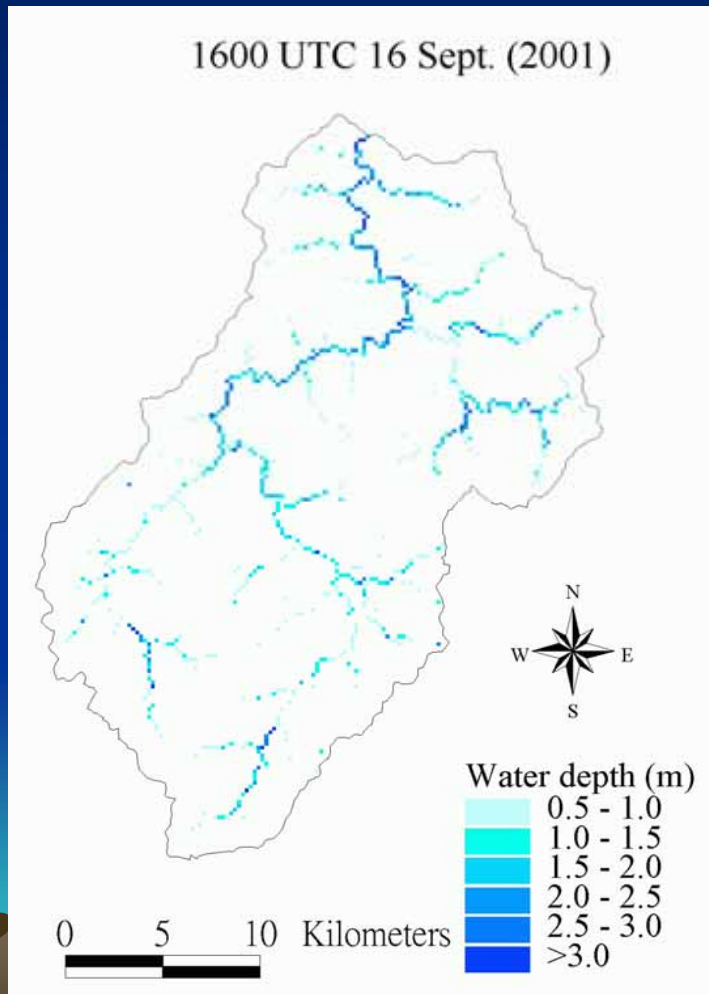 1600 UTC 16 Sept. (2001)
N
W E
S
Water depth (m)
0.5 - 1.0
1.0 - 1.5
1.5 - 2.0
2.0 - 2.5
2.5 - 3.0
>3.0
0 5 10 Kilometers